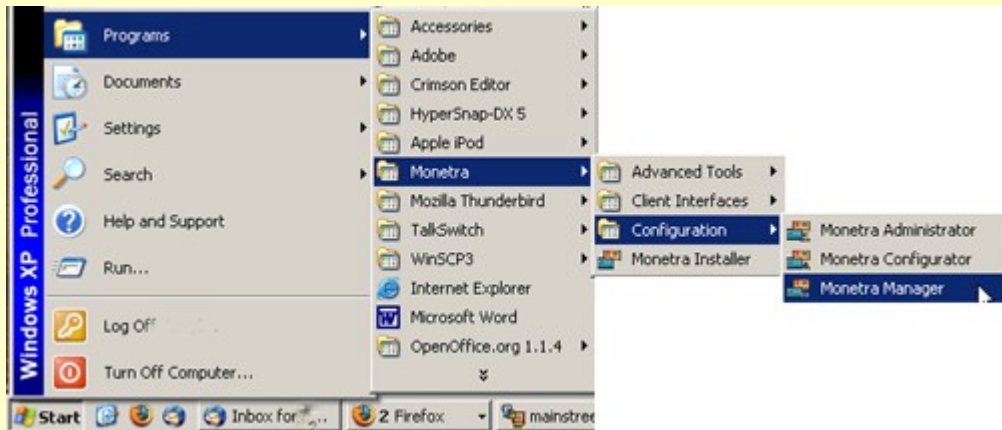 Windows XP Professional
Programs
Documents
Settings
Search
Help and Support
Run...
Log Off
Turn Off Computer...
Accessories
Adobe
Crimson Editor
HyperSnap-DX 5
Apple iPod
Monetra
Mozilla Thunderbird
TalkSwitch
WinSCP3
Internet Explorer
Microsoft Word
OpenOffice.org 1.1.4
Advanced Tools
Client Interfaces
Configuration
Monetra Installer
Monetra Administrator
Monetra Configurator
Monetra Manager
Start
Inbox for
2 Firefox
mainstree